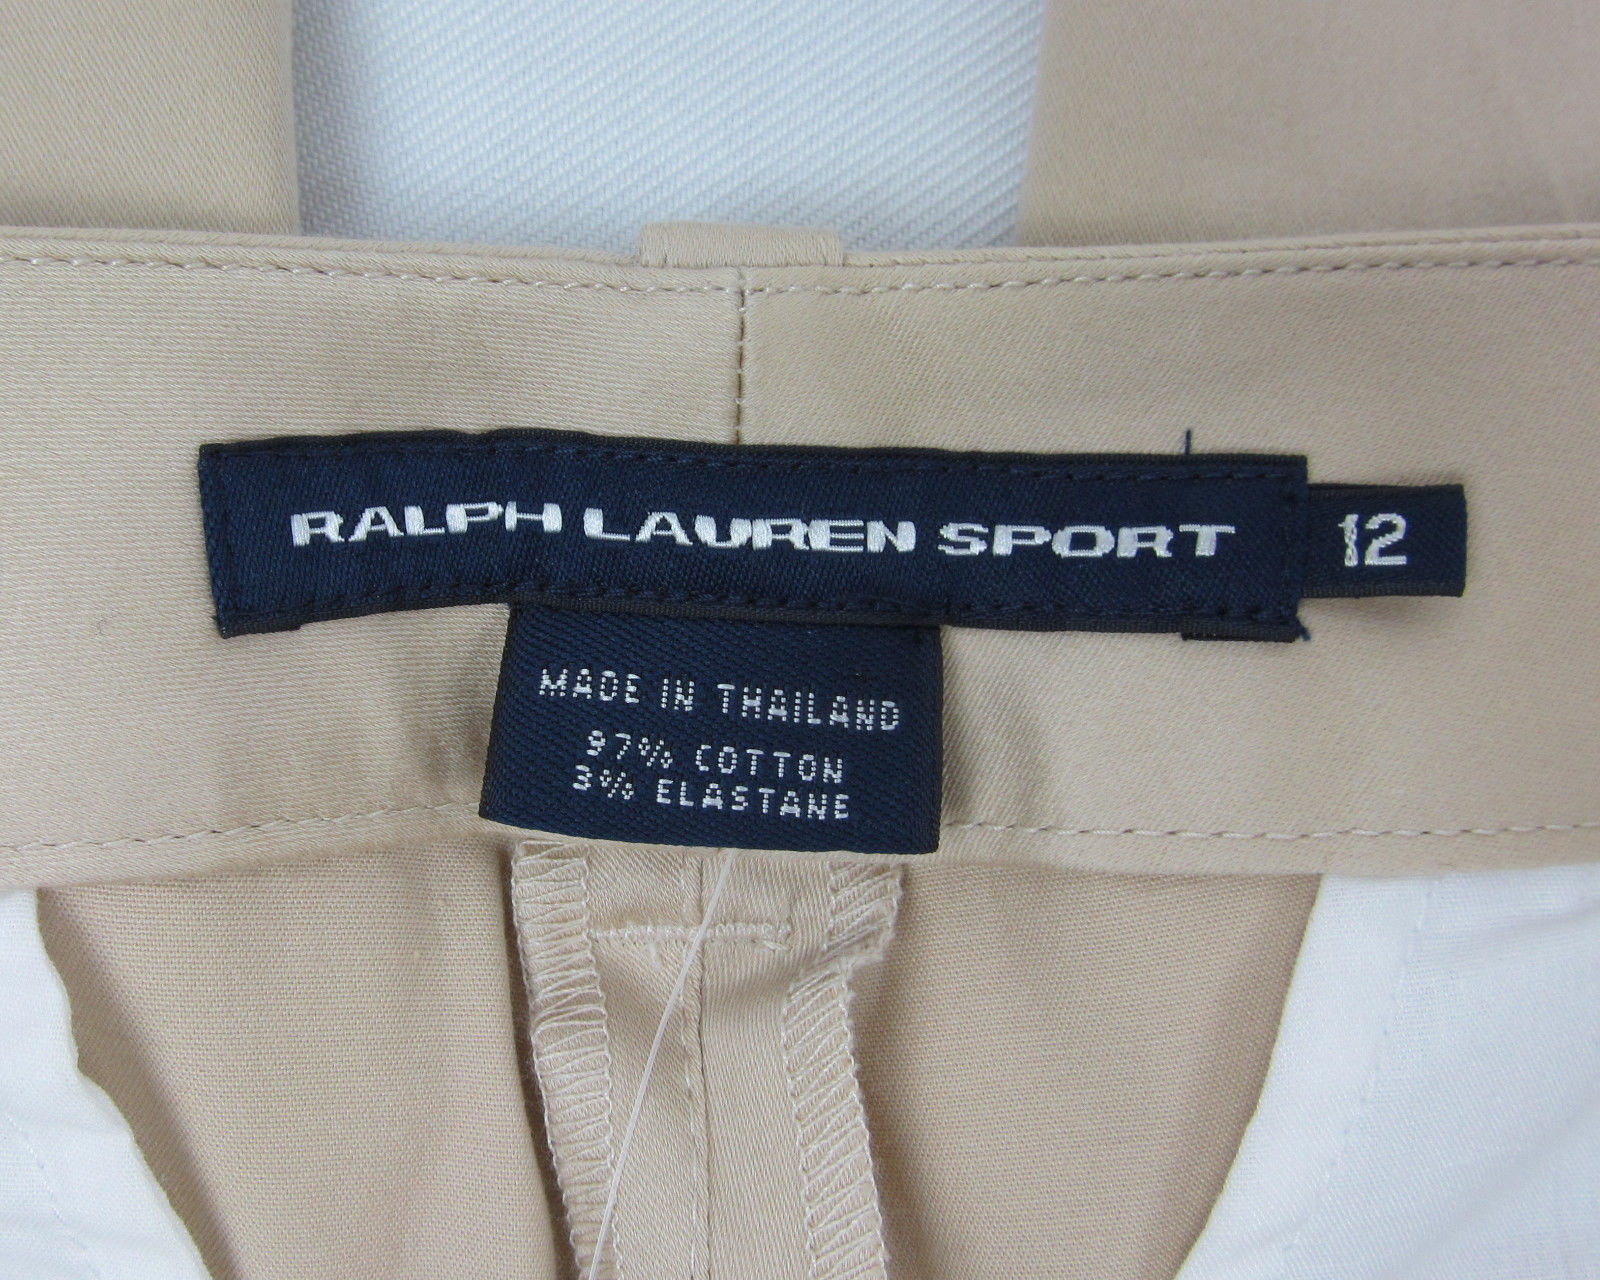 RALPH LAUREN SPORT 12
MADE IN THAILAND
97% COTTON
3% ELASTANE